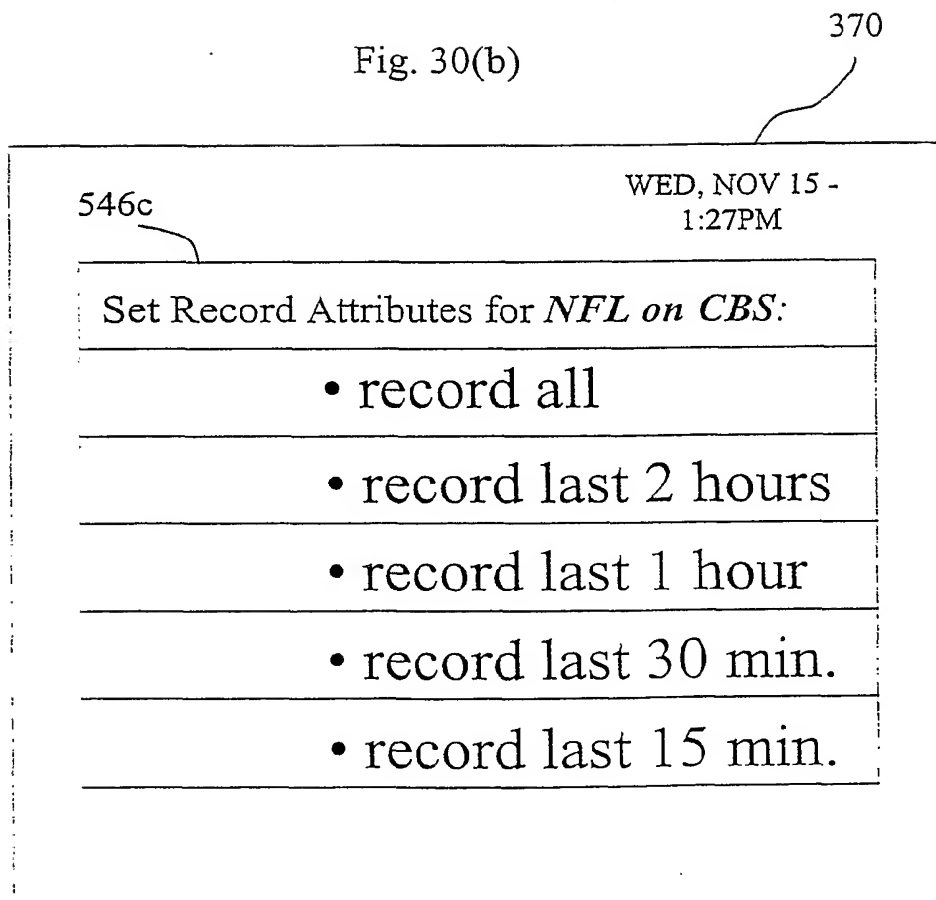 370
Fig. 30(b)
WED, NOV 15 -
1:27PM
546c
Set Record Attributes for NFL on CBS:
• record all
• record last 2 hours
• record last 1 hour
• record last 30 min.
• record last 15 min.